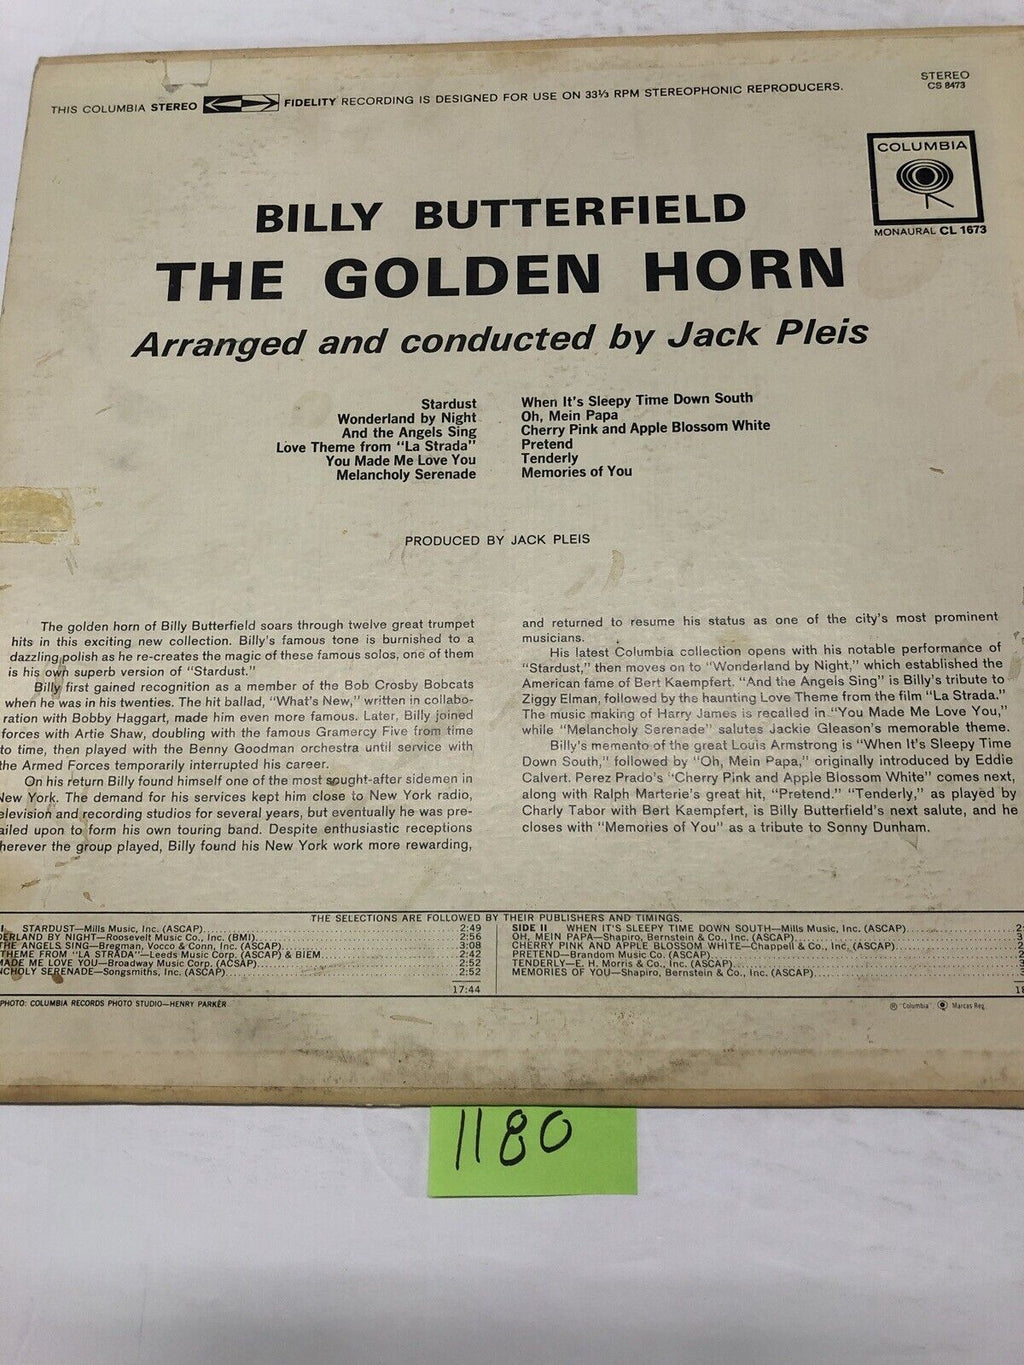 THIS COLUMBIA STEREO FIDELITY RECORDING IS DESIGNED FOR USE ON 33⅓ RPM STEREOPHONIC REPRODUCERS.
STEREO
CS 8473
COLUMBIA
MONAURAL CL 1673
BILLY BUTTERFIELD
THE GOLDEN HORN
Arranged and conducted by Jack Pleis
Stardust
Wonderland by Night
And the Angels Sing
Love Theme from "La Strada"
You Made Me Love You
Melancholy Serenade
When It's Sleepy Time Down South
Oh, Mein Papa
Cherry Pink and Apple Blossom White
Pretend
Tenderly
Memories of You
PRODUCED BY JACK PLEIS
The golden horn of Billy Butterfield soars through twelve great trumpet
hits in this exciting new collection. Billy's famous tone is burnished to a
dazzling polish as he re-creates the magic of these famous solos, one of them
is his own superb version of "Stardust."
Billy first gained recognition as a member of the Bob Crosby Bobcats
when he was in his twenties. The hit ballad, "What's New," written in collabo-
ration with Bobby Haggart, made him even more famous. Later, Billy joined
forces with Artie Shaw, doubling with the famous Gramercy Five from time
to time, then played with the Benny Goodman orchestra until service with
the Armed Forces temporarily interrupted his career.
On his return Billy found himself one of the most sought-after sidemen in
New York. The demand for his services kept him close to New York radio,
elevision and recording studios for several years, but eventually he was pre-
ailed upon to form his own touring band. Despite enthusiastic receptions
herever the group played, Billy found his New York work more rewarding,
and returned to resume his status as one of the city's most prominent
musicians.
His latest Columbia collection opens with his notable performance of
"Stardust," then moves on to "Wonderland by Night," which established the
American fame of Bert Kaempfert. "And the Angels Sing" is Billy's tribute to
Ziggy Elman, followed by the haunting Love Theme from the film "La Strada."
The music making of Harry James is recalled in "You Made Me Love You,"
while "Melancholy Serenade" salutes Jackie Gleason's memorable theme.
Billy's memento of the great Louis Armstrong is "When It's Sleepy Time
Down South," followed by "Oh, Mein Papa," originally introduced by Eddie
Calvert. Perez Prado's "Cherry Pink and Apple Blossom White" comes next,
along with Ralph Marterie's great hit, "Pretend." "Tenderly," as played by
Charly Tabor with Bert Kaempfert, is Billy Butterfield's next salute, and he
closes with "Memories of You" as a tribute to Sonny Dunham.
THE SELECTIONS ARE FOLLOWED BY THEIR PUBLISHERS AND TIMINGS.
I STARDUST—Mills Music, Inc. (ASCAP) 2:49
DERLAND BY NIGHT—Roosevelt Music Co., Inc. (BMI) 2:56
THE ANGELS SING—Bregman, Vocco & Conn, Inc. (ASCAP) 3:08
THEME FROM "LA STRADA"—Leeds Music Corp. (ASCAP) & BIEM 2:42
MADE ME LOVE YOU—Broadway Music Corp. (ACSAP) 2:52
NCHOLY SERENADE—Songsmiths, Inc. (ASCAP) 2:52
17:44
SIDE II WHEN IT'S SLEEPY TIME DOWN SOUTH—Mills Music, Inc. (ASCAP)
OH, MEIN PAPA—Shapiro, Bernstein & Co., Inc. (ASCAP)
CHERRY PINK AND APPLE BLOSSOM WHITE—Chappell & Co., Inc. (ASCAP)
PRETEND—Brandom Music Co. (ASCAP)
TENDERLY—E. H. Morris & Co., Inc. (ASCAP)
MEMORIES OF YOU—Shapiro, Bernstein & Co., Inc. (ASCAP)
PHOTO: COLUMBIA RECORDS PHOTO STUDIO—HENRY PARKER
℗ "Columbia", Marcas Reg.
1180